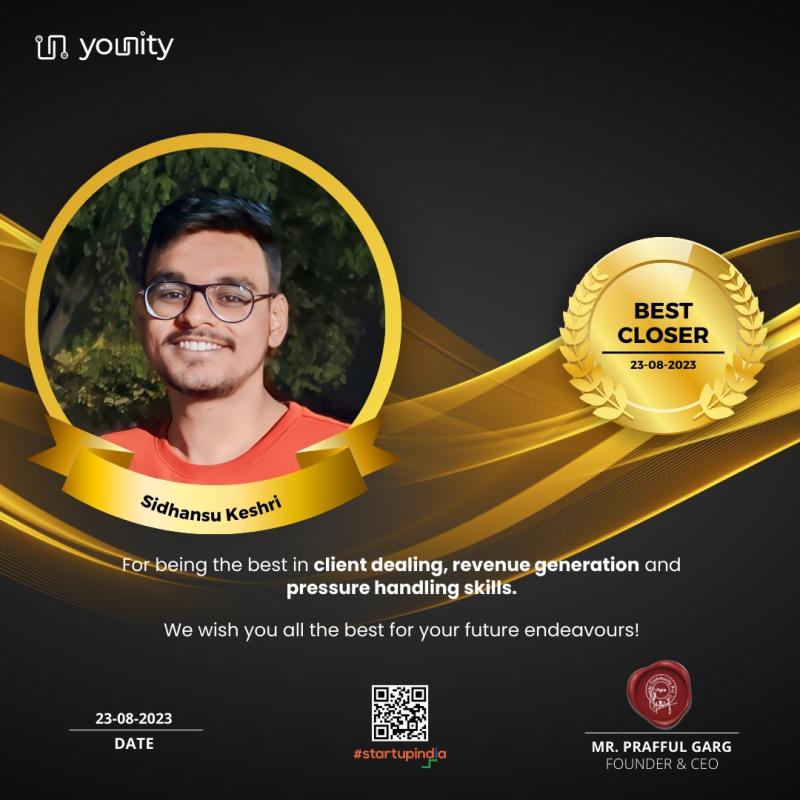 younity
BEST
CLOSER
23-08-2023
Sidhansu Keshri
For being the best in client dealing, revenue generation and
pressure handling skills.
We wish you all the best for your future endeavours!
23-08-2023
DATE
#startupindia
MR. PRAFFUL GARG
FOUNDER & CEO